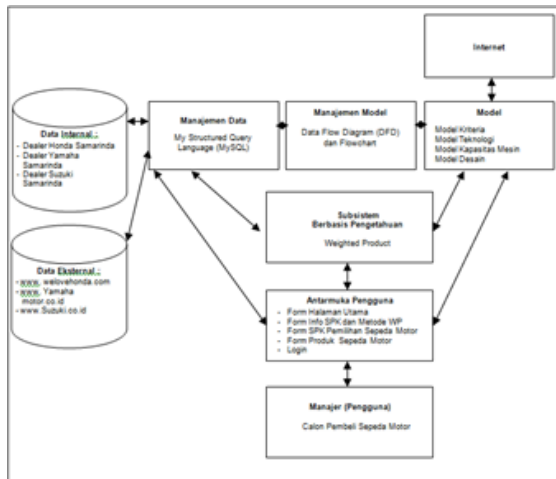 Internet
Data Internal :
- Dealer Honda Samarinda
- Dealer Yamaha
Samarinda
- Dealer Suzuki
Samarinda
Manajemen Data
My Structured Query
Language (MySQL)
Manajemen Model
Data Flow Diagram (DFD)
dan Flowchart
Model
Model Kriteria
Model Teknologi
Model Kapasitas Mesin
Model Desain
Subsistem
Berbasis Pengetahuan
Weighted Product
Data Eksternal :
- www. welovehonda.com
- www. Yamaha
motor.co.id
- www.Suzuki.co.id
Antarmuka Pengguna
- Form Halaman Utama
- Form Info SPK dan Metode WP
- Form SPK Pemilihan Sepeda Motor
- Form Produk Sepeda Motor
- Login
Manajer (Pengguna)
Calon Pembeli Sepeda Motor